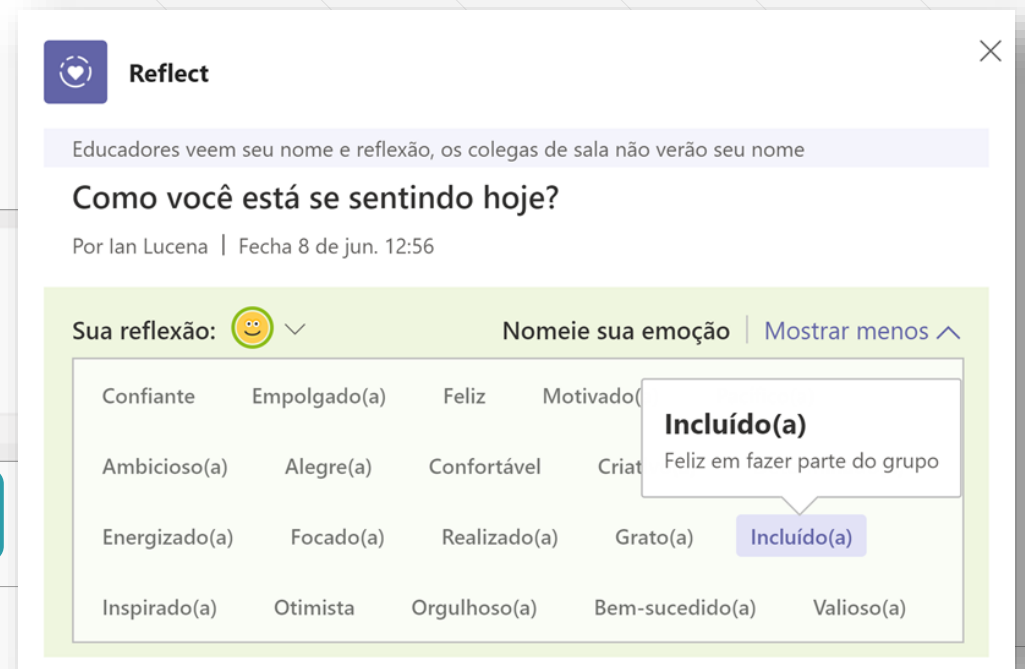 Reflect
Educadores veem seu nome e reflexão, os colegas de sala não verão seu nome
Como você está se sentindo hoje?
Por Ian Lucena | Fecha 8 de jun. 12:56
Sua reflexão: Nomeie sua emoção | Mostrar menos
Confiante Empolgado(a) Feliz Motivado(
Incluído(a)
Feliz em fazer parte do grupo
Ambicioso(a) Alegre(a) Confortável Criat
Energizado(a) Focado(a) Realizado(a) Grato(a) Incluído(a)
Inspirado(a) Otimista Orgulhoso(a) Bem-sucedido(a) Valioso(a)